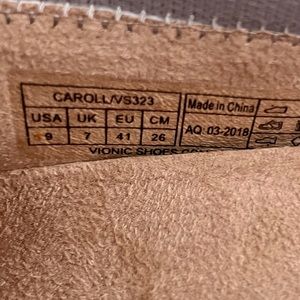 CAROLL/VS323
USA UK EU CM
9 7 41 26
Made in China
AQ: 03-2018
VIONIC SHOES